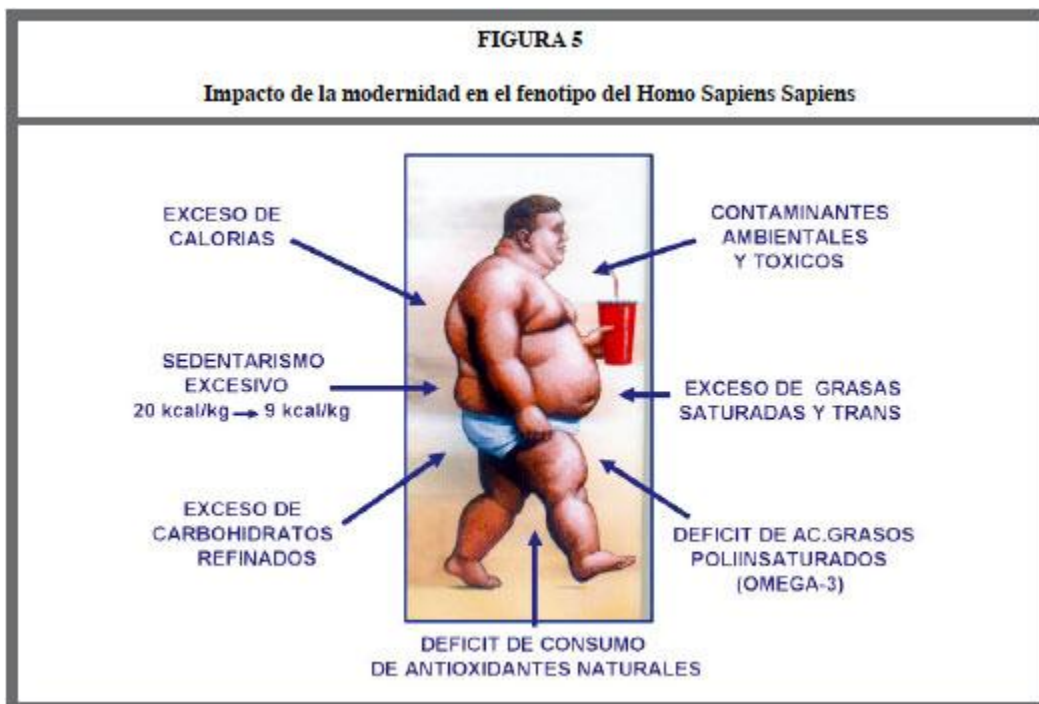 FIGURA 5
Impacto de la modernidad en el fenotipo del Homo Sapiens Sapiens
EXCESO DE
CALORIAS
CONTAMINANTES
AMBIENTALES
Y TOXICOS
SEDENTARISMO
EXCESIVO
20 kcal/kg → 9 kcal/kg
EXCESO DE GRASAS
SATURADAS Y TRANS
EXCESO DE
CARBOHIDRATOS
REFINADOS
DEFICIT DE AC.GRASOS
POLIINSATURADOS
(OMEGA-3)
DEFICIT DE CONSUMO
DE ANTIOXIDANTES NATURALES